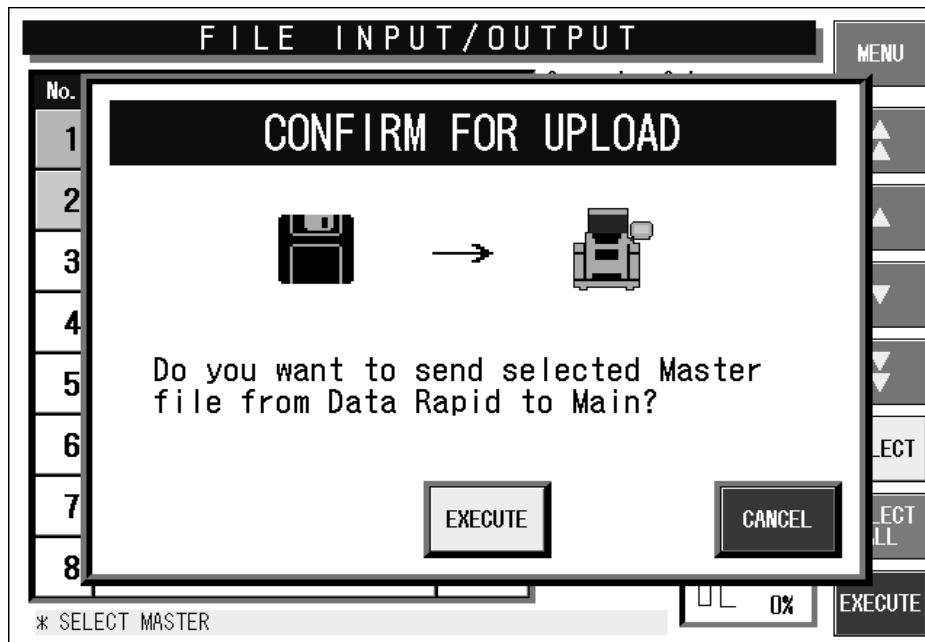 FILE INPUT/OUTPUT
MENU
No.
CONFIRM FOR UPLOAD
1
2
3
4
5
6
7
8
Do you want to send selected Master
file from Data Rapid to Main?
EXECUTE
CANCEL
EXECUTE
0%
* SELECT MASTER